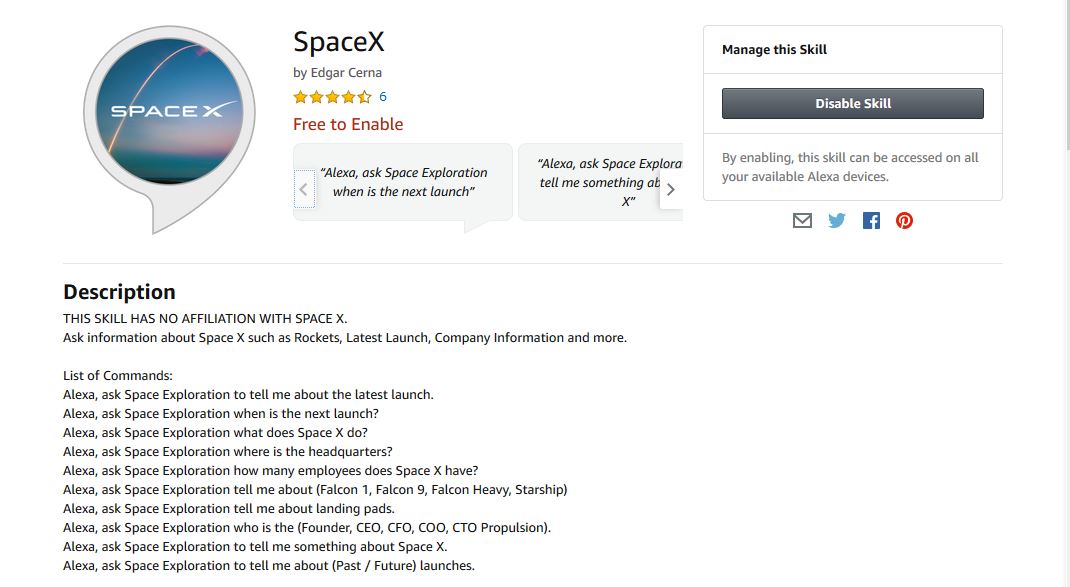 SpaceX
by Edgar Cerna
6
Free to Enable
SPACEX
“Alexa, ask Space Exploration
when is the next launch”
“Alexa, ask Space Explora
tell me something ab
X”
Manage this Skill
Disable Skill
By enabling, this skill can be accessed on all
your available Alexa devices.
Description
THIS SKILL HAS NO AFFILIATION WITH SPACE X.
Ask information about Space X such as Rockets, Latest Launch, Company Information and more.
List of Commands:
Alexa, ask Space Exploration to tell me about the latest launch.
Alexa, ask Space Exploration when is the next launch?
Alexa, ask Space Exploration what does Space X do?
Alexa, ask Space Exploration where is the headquarters?
Alexa, ask Space Exploration how many employees does Space X have?
Alexa, ask Space Exploration tell me about (Falcon 1, Falcon 9, Falcon Heavy, Starship)
Alexa, ask Space Exploration tell me about landing pads.
Alexa, ask Space Exploration who is the (Founder, CEO, CFO, COO, CTO Propulsion).
Alexa, ask Space Exploration to tell me something about Space X.
Alexa, ask Space Exploration to tell me about (Past / Future) launches.